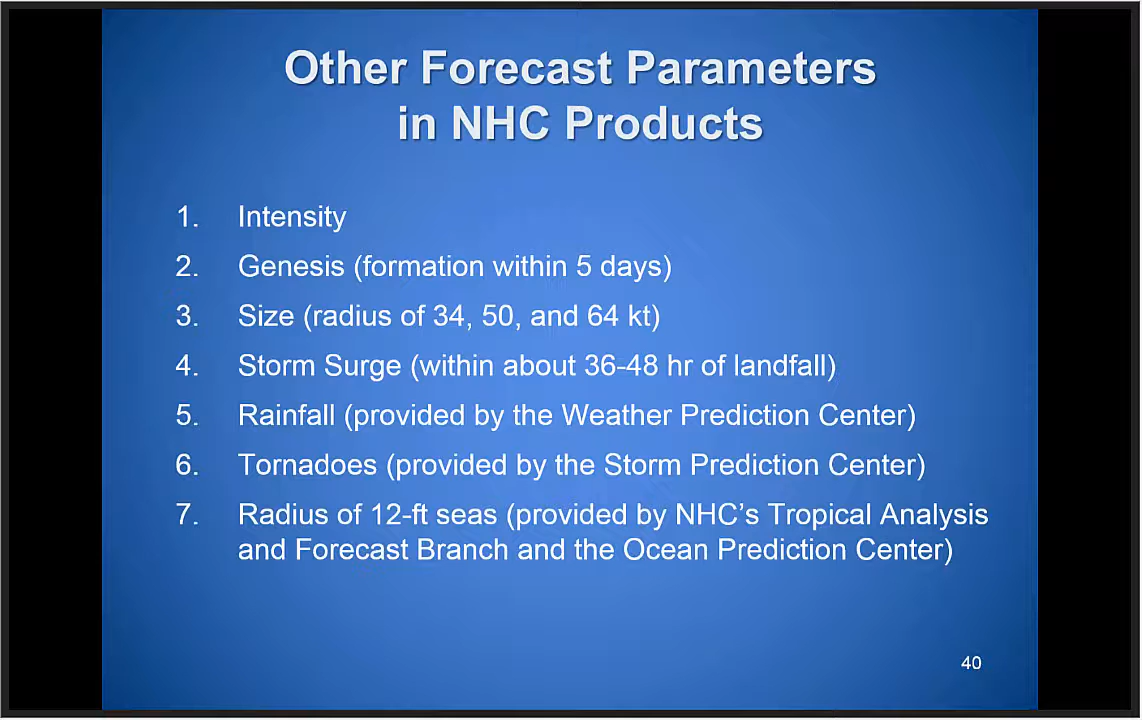 Other Forecast Parameters
in NHC Products
1. Intensity
2. Genesis (formation within 5 days)
3. Size (radius of 34, 50, and 64 kt)
4. Storm Surge (within about 36-48 hr of landfall)
5. Rainfall (provided by the Weather Prediction Center)
6. Tornadoes (provided by the Storm Prediction Center)
7. Radius of 12-ft seas (provided by NHC’s Tropical Analysis
and Forecast Branch and the Ocean Prediction Center)
40